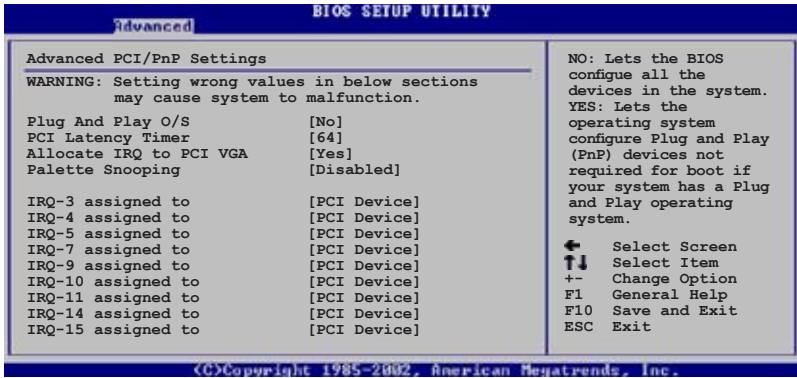 BIOS SETUP UTILITY
Advanced
Advanced PCI/PnP Settings
WARNING: Setting wrong values in below sections
may cause system to malfunction.
Plug And Play O/S [No]
PCI Latency Timer [64]
Allocate IRQ to PCI VGA [Yes]
Palette Snooping [Disabled]
IRQ-3 assigned to [PCI Device]
IRQ-4 assigned to [PCI Device]
IRQ-5 assigned to [PCI Device]
IRQ-7 assigned to [PCI Device]
IRQ-9 assigned to [PCI Device]
IRQ-10 assigned to [PCI Device]
IRQ-11 assigned to [PCI Device]
IRQ-14 assigned to [PCI Device]
IRQ-15 assigned to [PCI Device]
NO: Lets the BIOS
configue all the
devices in the system.
YES: Lets the
operating system
configure Plug and Play
(PnP) devices not
required for boot if
your system has a Plug
and Play operating
system.
← Select Screen
↑↓ Select Item
+- Change Option
F1 General Help
F10 Save and Exit
ESC Exit
(C)Copyright 1985-2002, American Megatrends, Inc.